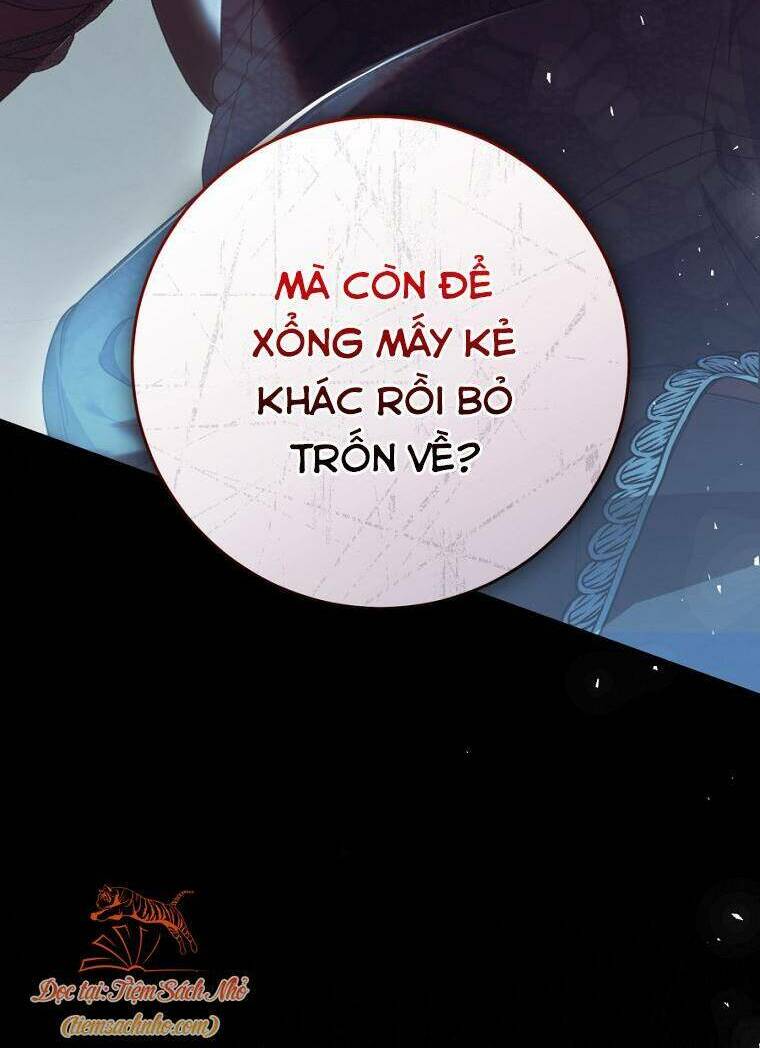 MÀ CÒN ĐỂ
XỔNG MẤY KẺ
KHÁC RỒI BỎ
TRỐN VỀ?
Đọc tại: Tiệm Sách Nhỏ
(tiemsachnho.com)